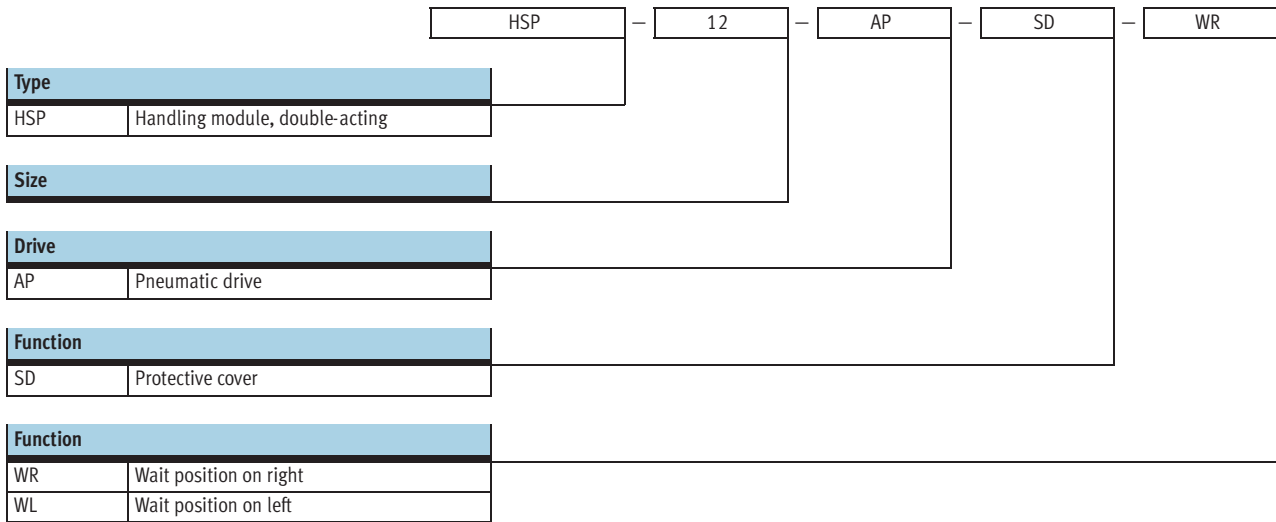 HSP — 12 — AP — SD — WR
Type
HSP Handling module, double-acting
Size
Drive
AP Pneumatic drive
Function
SD Protective cover
Function
WR Wait position on right
WL Wait position on left